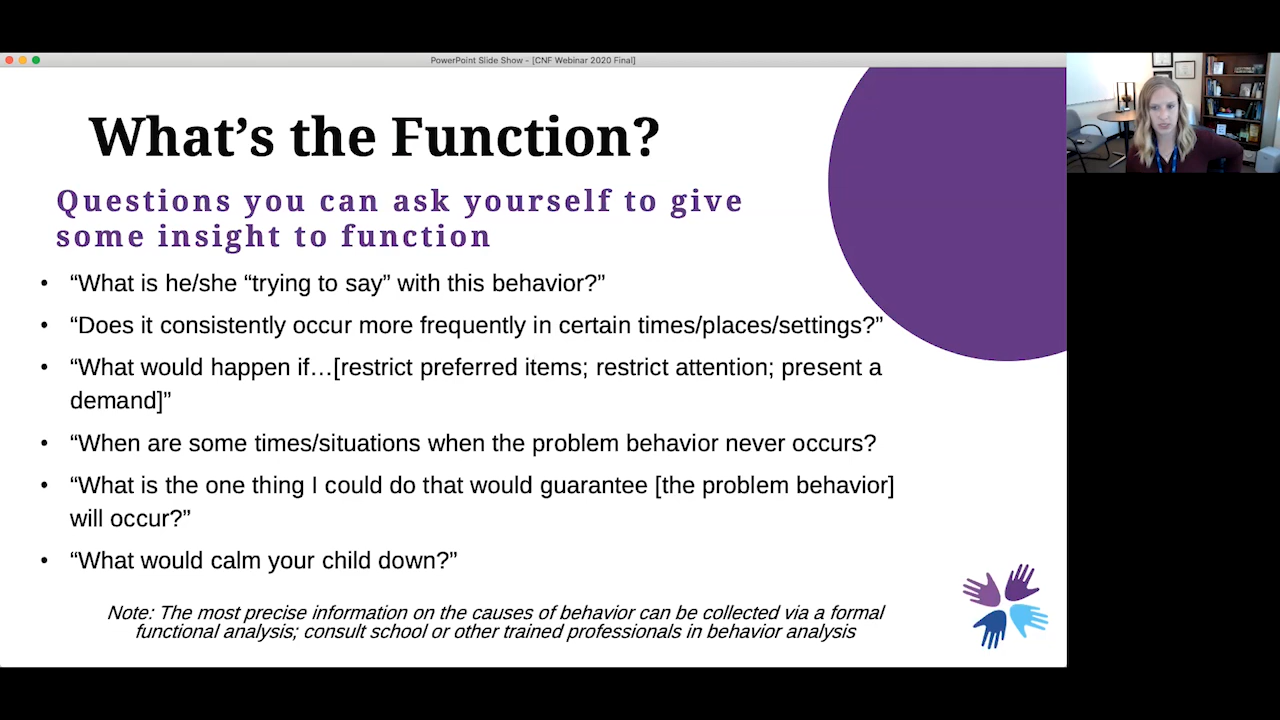 PowerPoint Slide Show - [CNF Webinar 2020 Final]
What’s the Function?
Questions you can ask yourself to give
some insight to function
• “What is he/she “trying to say” with this behavior?”
• “Does it consistently occur more frequently in certain times/places/settings?”
• “What would happen if…[restrict preferred items; restrict attention; present a
demand]”
• “When are some times/situations when the problem behavior never occurs?
• “What is the one thing I could do that would guarantee [the problem behavior]
will occur?”
• “What would calm your child down?”
Note: The most precise information on the causes of behavior can be collected via a formal
functional analysis; consult school or other trained professionals in behavior analysis